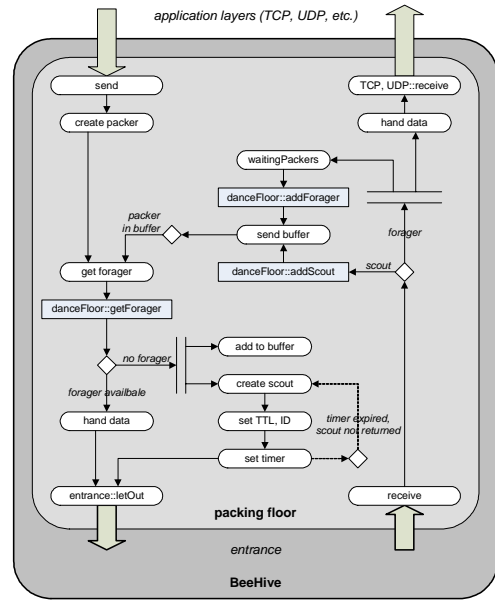 application layers (TCP, UDP, etc.)
send
TCP, UDP::receive
create packer
hand data
waitingPackers
danceFloor::addForager
packer
in buffer
send buffer
forager
get forager
danceFloor::addScout
scout
danceFloor::getForager
no forager
add to buffer
forager availbale
create scout
hand data
set TTL, ID
timer expired,
scout not returned
set timer
entrance::letOut
receive
packing floor
entrance
BeeHive